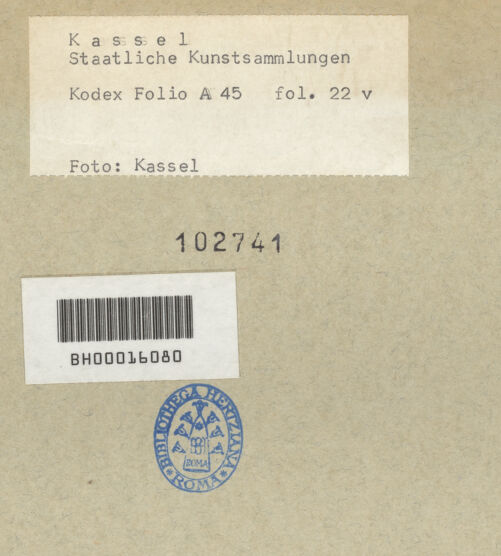 K a s s e l
Staatliche Kunstsammlungen
Kodex Folio A 45 fol. 22 v
Foto: Kassel
102741
BH00016080
BIBLIOTHECA HERTZIANA
ROMA
* ROMA *